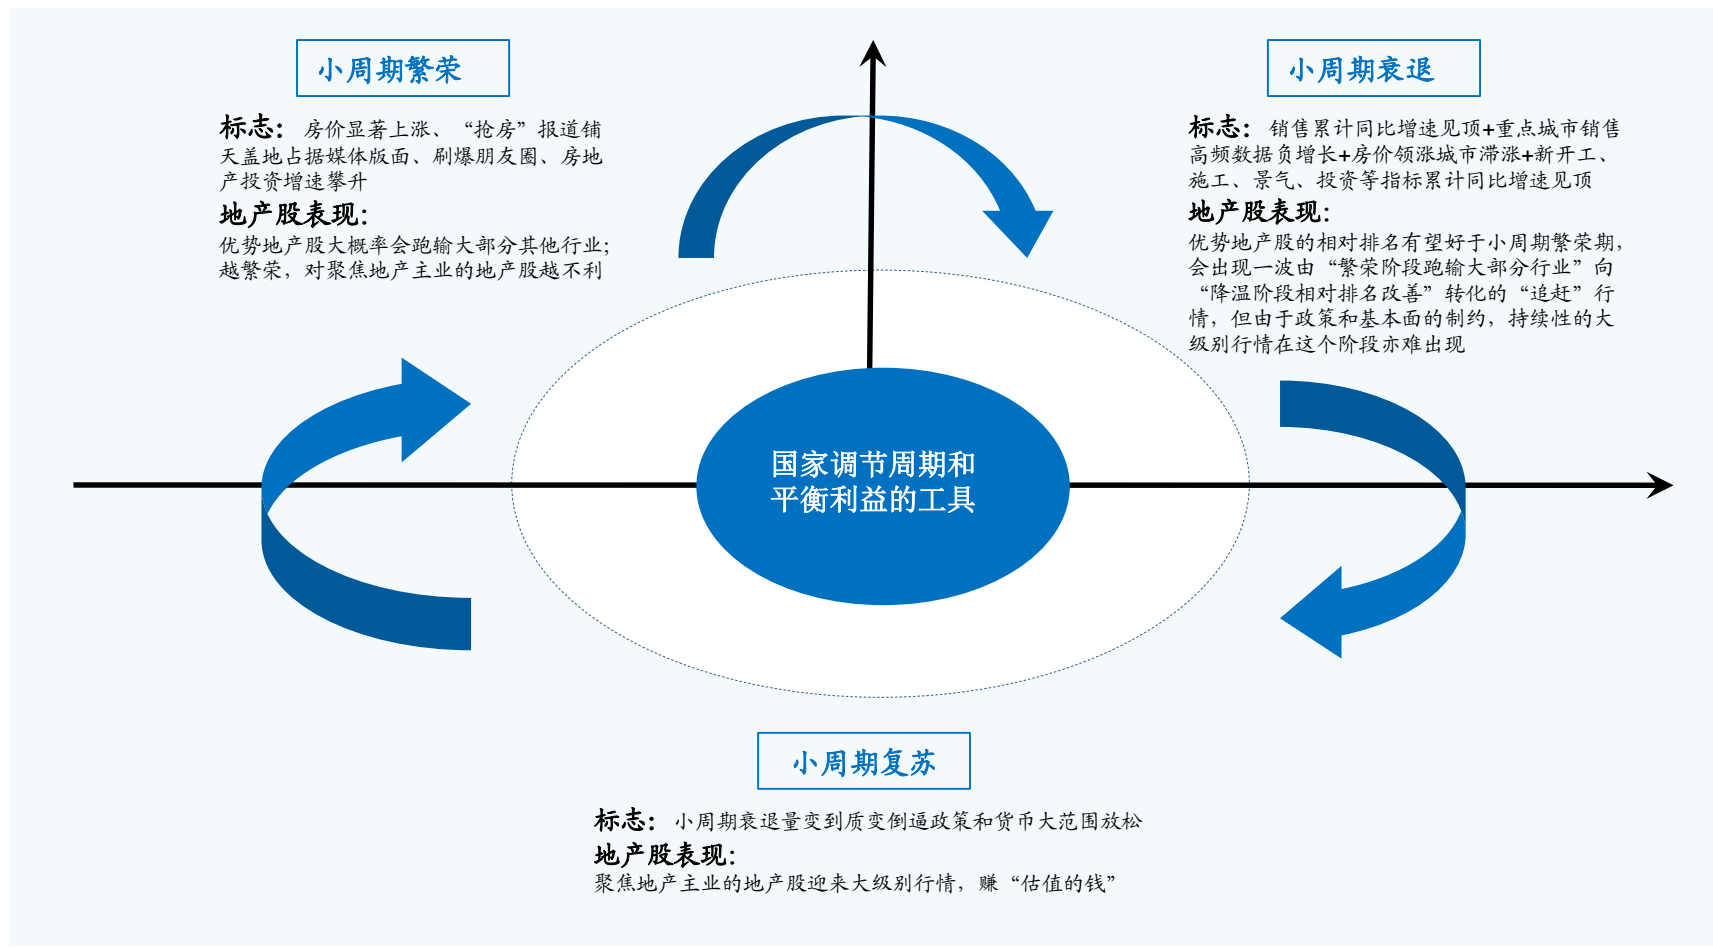 小周期繁荣
标志：房价显著上涨、“抢房”报道铺
天盖地占据媒体版面、刷爆朋友圈、房地
产投资增速攀升
地产股表现：
优势地产股大概率会跑输大部分其他行业；
越繁荣，对聚焦地产主业的地产股越不利
小周期衰退
标志：销售累计同比增速见顶+重点城市销售
高频数据负增长+房价领涨城市滞涨+新开工、
施工、景气、投资等指标累计同比增速见顶
地产股表现：
优势地产股的相对排名有望好于小周期繁荣期，
会出现一波由“繁荣阶段跑输大部分行业”向
“降温阶段相对排名改善”转化的“追赶”行
情，但由于政策和基本面的制约，持续性的大
级别行情在这个阶段亦难出现
国家调节周期和
平衡利益的工具
小周期复苏
标志：小周期衰退量变到质变倒逼政策和货币大范围放松
地产股表现：
聚焦地产主业的地产股迎来大级别行情，赚“估值的钱”